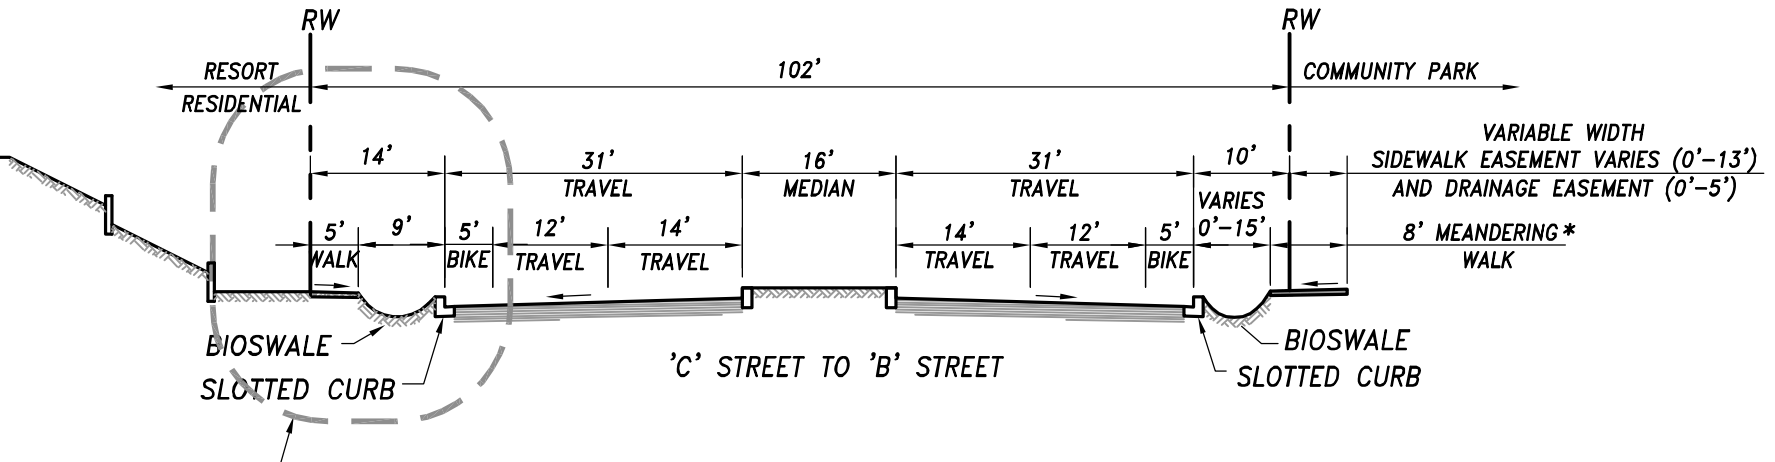 RW
RW
RESORT
RESIDENTIAL
102'
COMMUNITY PARK
14'
31'
TRAVEL
16'
MEDIAN
31'
TRAVEL
10'
VARIABLE WIDTH
SIDEWALK EASEMENT VARIES (0'-13')
AND DRAINAGE EASEMENT (0'-5')
5'
WALK
9'
5'
BIKE
12'
TRAVEL
14'
TRAVEL
14'
TRAVEL
12'
TRAVEL
5'
BIKE
VARIES
0'-15'
8' MEANDERING*
WALK
BIOSWALE
SLOTTED CURB
'C' STREET TO 'B' STREET
BIOSWALE
SLOTTED CURB